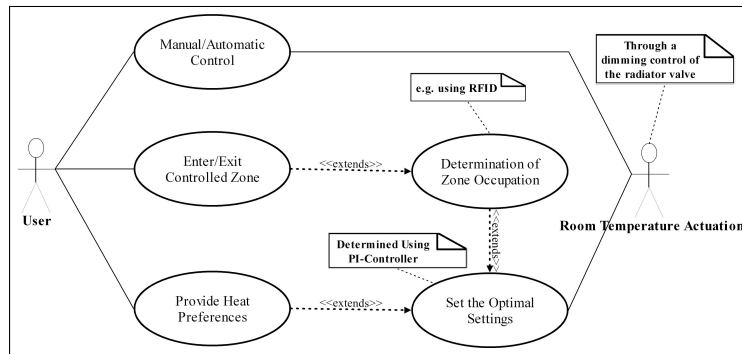 Manual/Automatic
Control
Through a
dimming control of
the radiator valve
e.g. using RFID
Enter/Exit
Controlled Zone
<<extends>>
Determination of
Zone Occupation
User
Room Temperature Actuation
<<extends>>
Determined Using
PI-Controller
Provide Heat
Preferences
<<extends>>
Set the Optimal
Settings